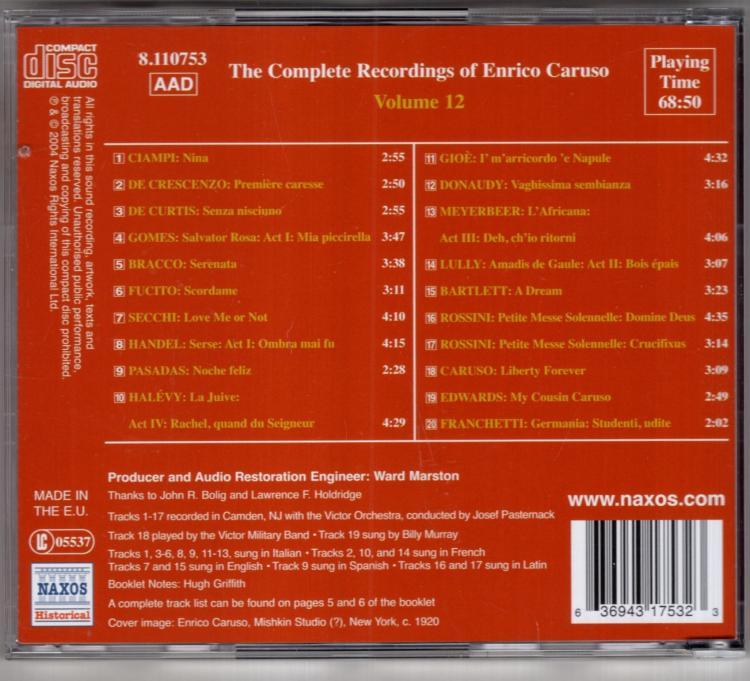 COMPACT
disc
DIGITAL AUDIO
8.110753
AAD
The Complete Recordings of Enrico Caruso
Volume 12
Playing
Time
68:50
All rights in this sound recording, artwork, texts and
translations reserved. Unauthorised public performance,
broadcasting and copying of this compact disc prohibited.
℗ & © 2004 Naxos Rights International Ltd.
1 CIAMPI: Nina 2:55
2 DE CRESCENZO: Première caresse 2:50
3 DE CURTIS: Senza nisciuno 2:55
4 GOMES: Salvator Rosa: Act I: Mia piccirella 3:47
5 BRACCO: Serenata 3:38
6 FUCITO: Scordame 3:11
7 SECCHI: Love Me or Not 4:10
8 HANDEL: Serse: Act I: Ombra mai fu 4:15
9 PASADAS: Noche feliz 2:28
10 HALÉVY: La Juive:
Act IV: Rachel, quand du Seigneur 4:29
11 GIOÈ: I' m'arricordo 'e Napule 4:32
12 DONAUDY: Vaghissima sembianza 3:16
13 MEYERBEER: L'Africana:
Act III: Deh, ch'io ritorni 4:06
14 LULLY: Amadis de Gaule: Act II: Bois épais 3:07
15 BARTLETT: A Dream 3:23
16 ROSSINI: Petite Messe Solennelle: Domine Deus 4:35
17 ROSSINI: Petite Messe Solennelle: Crucifixus 3:14
18 CARUSO: Liberty Forever 3:09
19 EDWARDS: My Cousin Caruso 2:49
20 FRANCHETTI: Germania: Studenti, udite 2:02
Producer and Audio Restoration Engineer: Ward Marston
Thanks to John R. Bolig and Lawrence F. Holdridge
Tracks 1-17 recorded in Camden, NJ with the Victor Orchestra, conducted by Josef Pasternack
Track 18 played by the Victor Military Band • Track 19 sung by Billy Murray
Tracks 1, 3-6, 8, 9, 11-13, sung in Italian • Tracks 2, 10, and 14 sung in French
Tracks 7 and 15 sung in English • Track 9 sung in Spanish • Tracks 16 and 17 sung in Latin
Booklet Notes: Hugh Griffith
A complete track list can be found on pages 5 and 6 of the booklet
Cover image: Enrico Caruso, Mishkin Studio (?), New York, c. 1920
MADE IN
THE E.U.
LC 05537
NAXOS
Historical
www.naxos.com
6 36943 17532 3